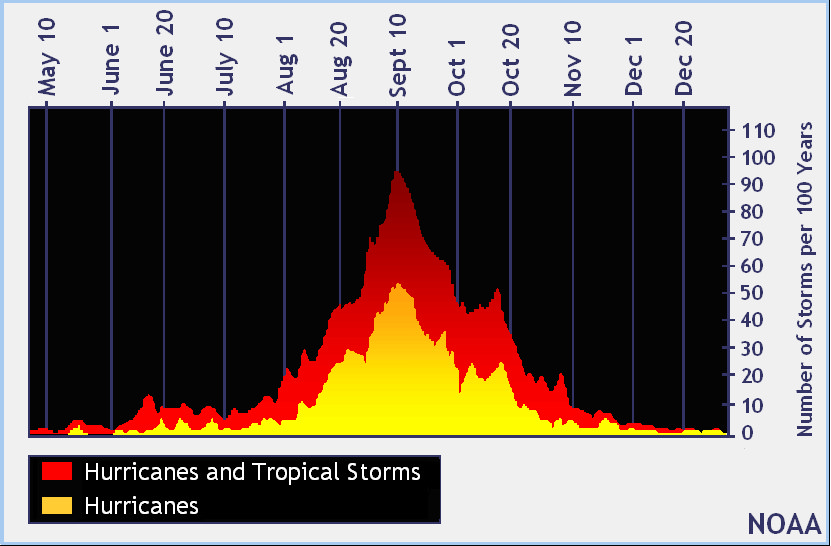 May 10
June 1
June 20
July 10
Aug 1
Aug 20
Sept 10
Oct 1
Oct 20
Nov 10
Dec 1
Dec 20
110
100
90
80
70
60
50
40
30
20
10
0
Number of Storms per 100 Years
Hurricanes and Tropical Storms
Hurricanes
NOAA